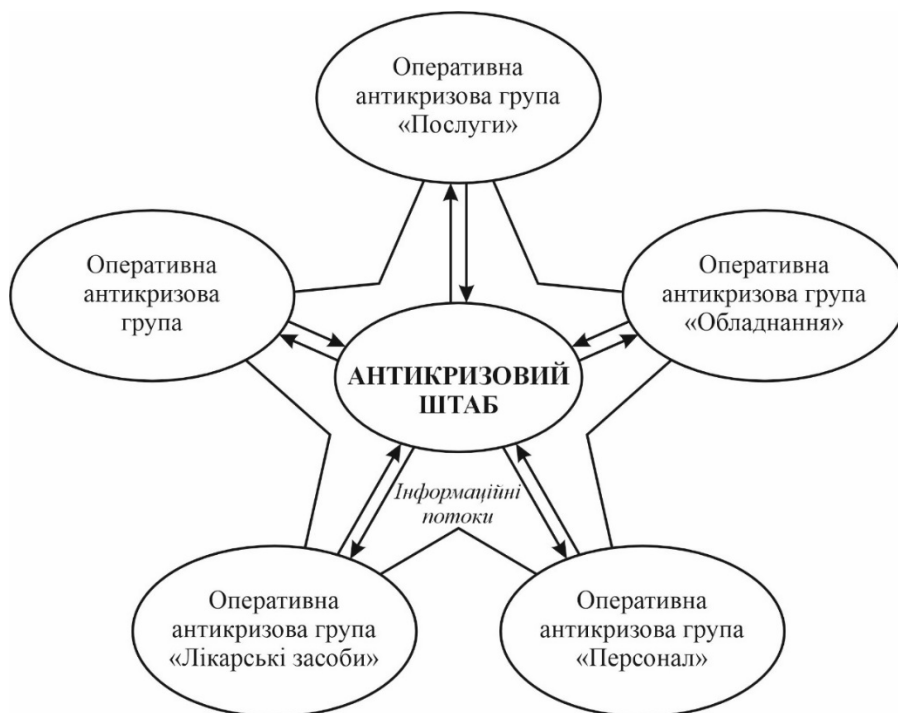 Оперативна
антикризова група
«Послуги»
Оперативна
антикризова
група
Оперативна
антикризова група
«Обладнання»
АНТИКРИЗОВИЙ
ШТАБ
Інформаційні
потоки
Оперативна
антикризова група
«Лікарські засоби»
Оперативна
антикризова група
«Персонал»